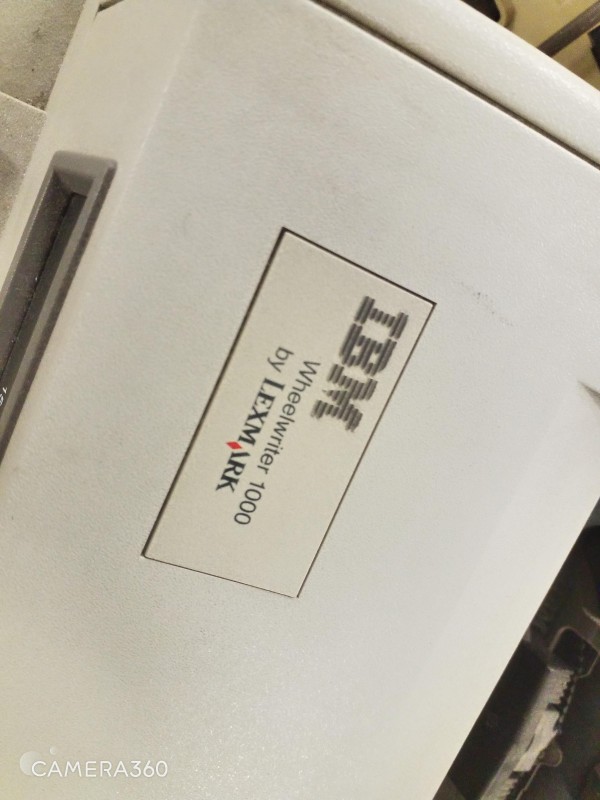 IBM
Wheelwriter 1000
by LEXMARK
CAMERA360